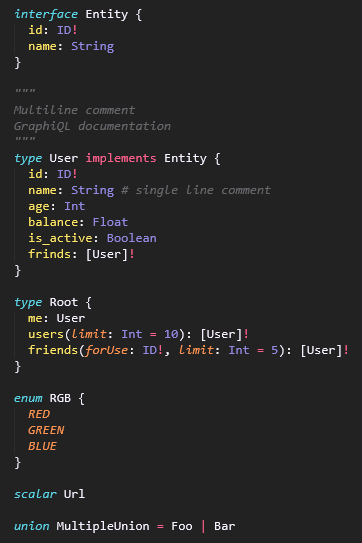 interface Entity {
  id: ID!
  name: String
}

"""
Multiline comment
GraphiQL documentation
"""
type User implements Entity {
  id: ID!
  name: String # single line comment
  age: Int
  balance: Float
  is_active: Boolean
  frinds: [User]!
}

type Root {
  me: User
  users(limit: Int = 10): [User]!
  friends(forUse: ID!, limit: Int = 5): [User]!
}

enum RGB {
  RED
  GREEN
  BLUE
}

scalar Url

union MultipleUnion = Foo | Bar